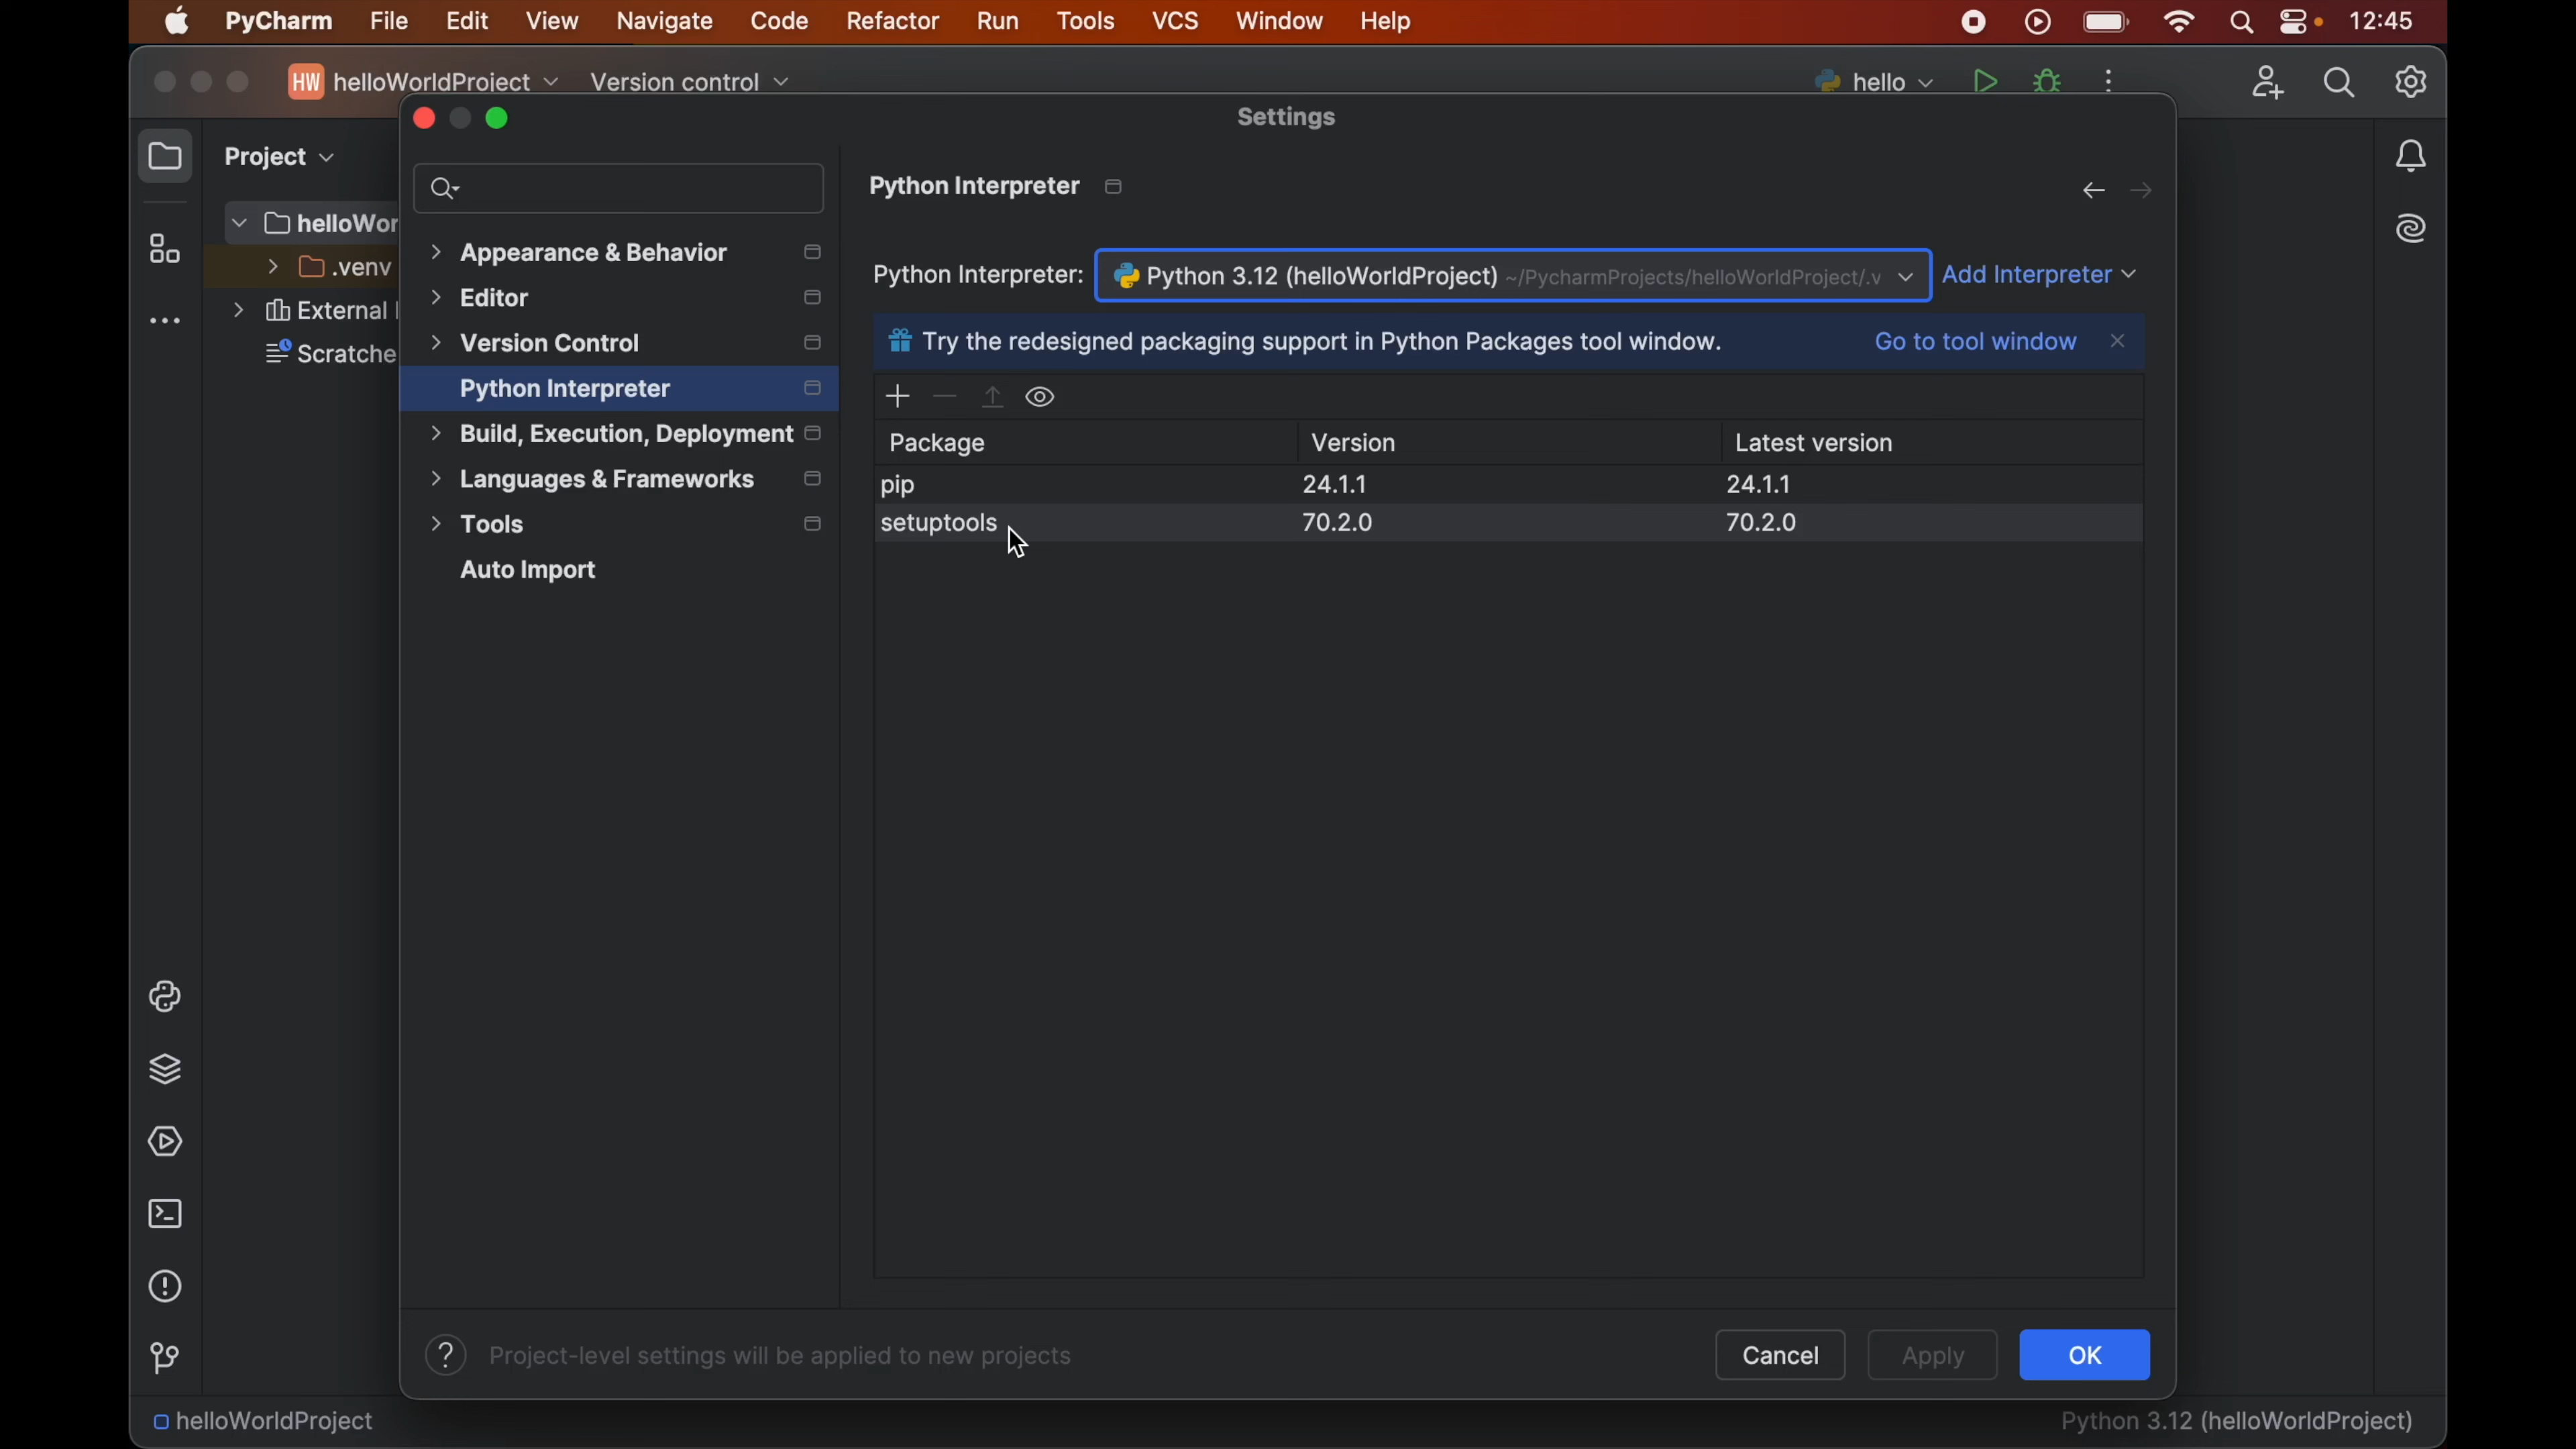 PyCharm File Edit View Navigate Code Refactor Run Tools VCS Window Help 12:45
HW helloWorldProject Version control hello
Settings
Project
Python Interpreter
helloWor
Appearance & Behavior
.venv
Python Interpreter: Python 3.12 (helloWorldProject) ~/PycharmProjects/helloWorldProject/.v Add Interpreter
Editor
External
Version Control
Try the redesigned packaging support in Python Packages tool window. Go to tool window
Scratche
Python Interpreter
Build, Execution, Deployment
Package Version Latest version
Languages & Frameworks
pip 24.1.1 24.1.1
Tools
setuptools 70.2.0 70.2.0
Auto Import
? Project-level settings will be applied to new projects
Cancel Apply OK
helloWorldProject Python 3.12 (helloWorldProject)